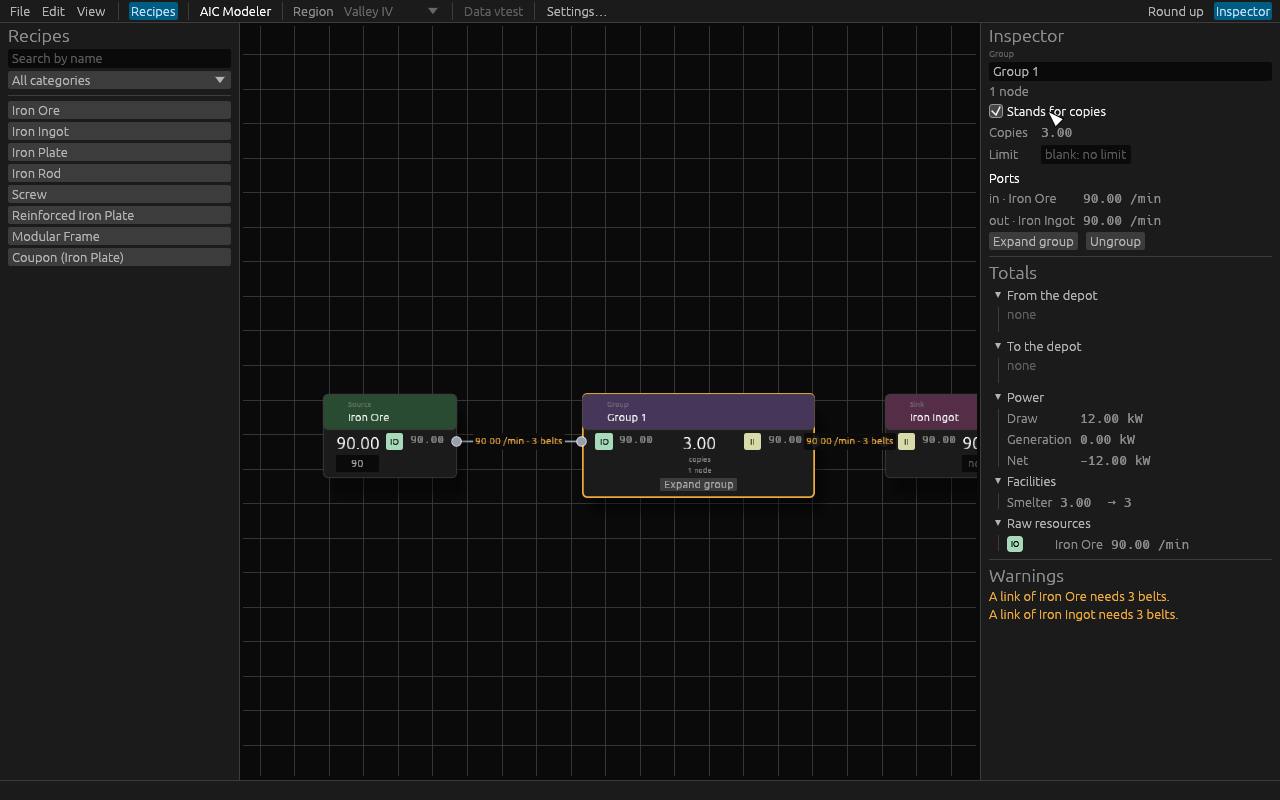 File Edit View Recipes AIC Modeler Region Valley IV Data vtest Settings... Round up Inspector
Recipes
Search by name
All categories
Iron Ore
Iron Ingot
Iron Plate
Iron Rod
Screw
Reinforced Iron Plate
Modular Frame
Coupon (Iron Plate)
Source
Iron Ore
90.00 IO 90.00
90
90.00 /min · 3 belts
Group
Group 1
IO 90.00 3.00 II 90.00
copies
1 node
Expand group
90.00 /min · 3 belts
Sink
Iron Ingot
II 90.00
Inspector
Group
Group 1
1 node
Stands for copies
Copies 3.00
Limit blank: no limit
Ports
in · Iron Ore 90.00 /min
out · Iron Ingot 90.00 /min
Expand group Ungroup
Totals
From the depot
none
To the depot
none
Power
Draw 12.00 kW
Generation 0.00 kW
Net −12.00 kW
Facilities
Smelter 3.00 → 3
Raw resources
IO Iron Ore 90.00 /min
Warnings
A link of Iron Ore needs 3 belts.
A link of Iron Ingot needs 3 belts.